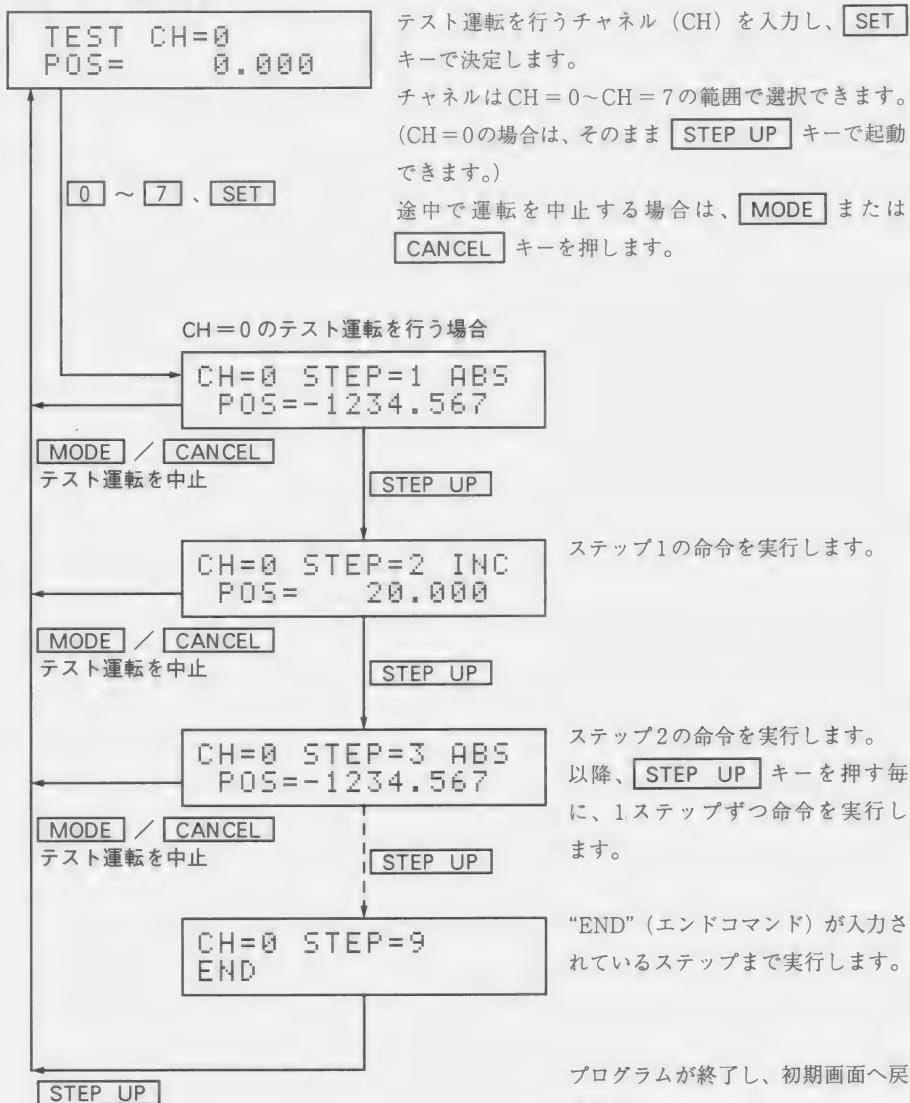 TEST CH=0
POS=     0.000
テスト運転を行うチャネル（CH）を入力し、SET
キーで決定します。
チャネルはCH＝0~CH＝7の範囲で選択できます。
(CH＝0の場合は、そのまま STEP UP キーで起動
できます。)
途中で運転を中止する場合は、MODE または
CANCEL キーを押します。
0 ～ 7 、SET
CH＝0のテスト運転を行う場合
CH=0 STEP=1 ABS
POS=-1234.567
MODE ／ CANCEL
テスト運転を中止
STEP UP
CH=0 STEP=2 INC
POS=   20.000
ステップ1の命令を実行します。
MODE ／ CANCEL
テスト運転を中止
STEP UP
CH=0 STEP=3 ABS
POS=-1234.567
ステップ2の命令を実行します。
以降、STEP UP キーを押す毎
に、1ステップずつ命令を実行し
ます。
MODE ／ CANCEL
テスト運転を中止
STEP UP
CH=0 STEP=9
END
“END”（エンドコマンド）が入力さ
れているステップまで実行します。
STEP UP
プログラムが終了し、初期画面へ戻